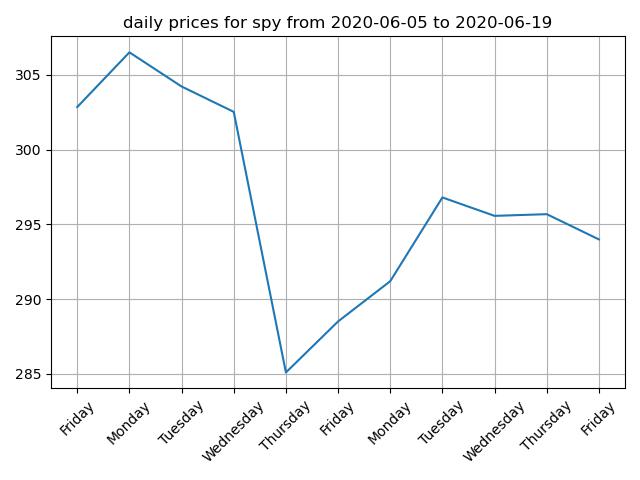 daily prices for spy from 2020-06-05 to 2020-06-19
305
300
295
290
285
Friday
Monday
Tuesday
Wednesday
Thursday
Friday
Monday
Tuesday
Wednesday
Thursday
Friday